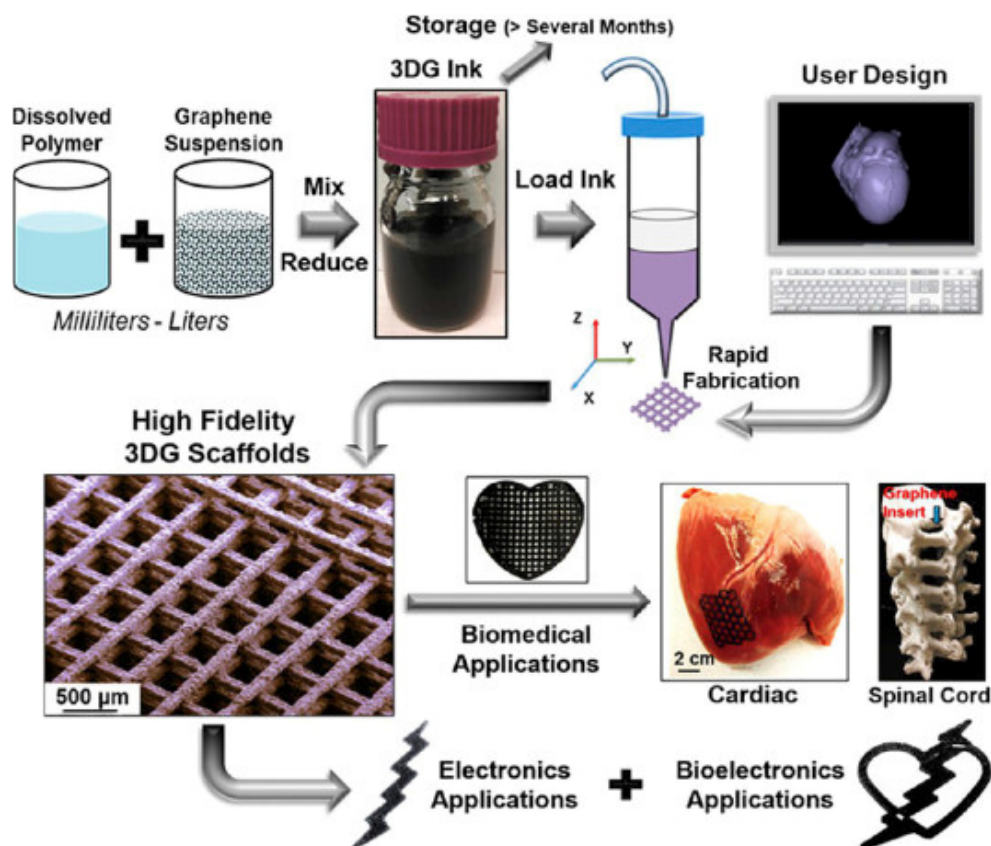 Storage (> Several Months)
3DG Ink
User Design
Dissolved
Polymer
Graphene
Suspension
Mix
Reduce
Load Ink
Milliliters - Liters
Z
Y
X
Rapid
Fabrication
High Fidelity
3DG Scaffolds
500 µm
Biomedical
Applications
2 cm
Cardiac
Graphene
Insert
Spinal Cord
Electronics
Applications
Bioelectronics
Applications